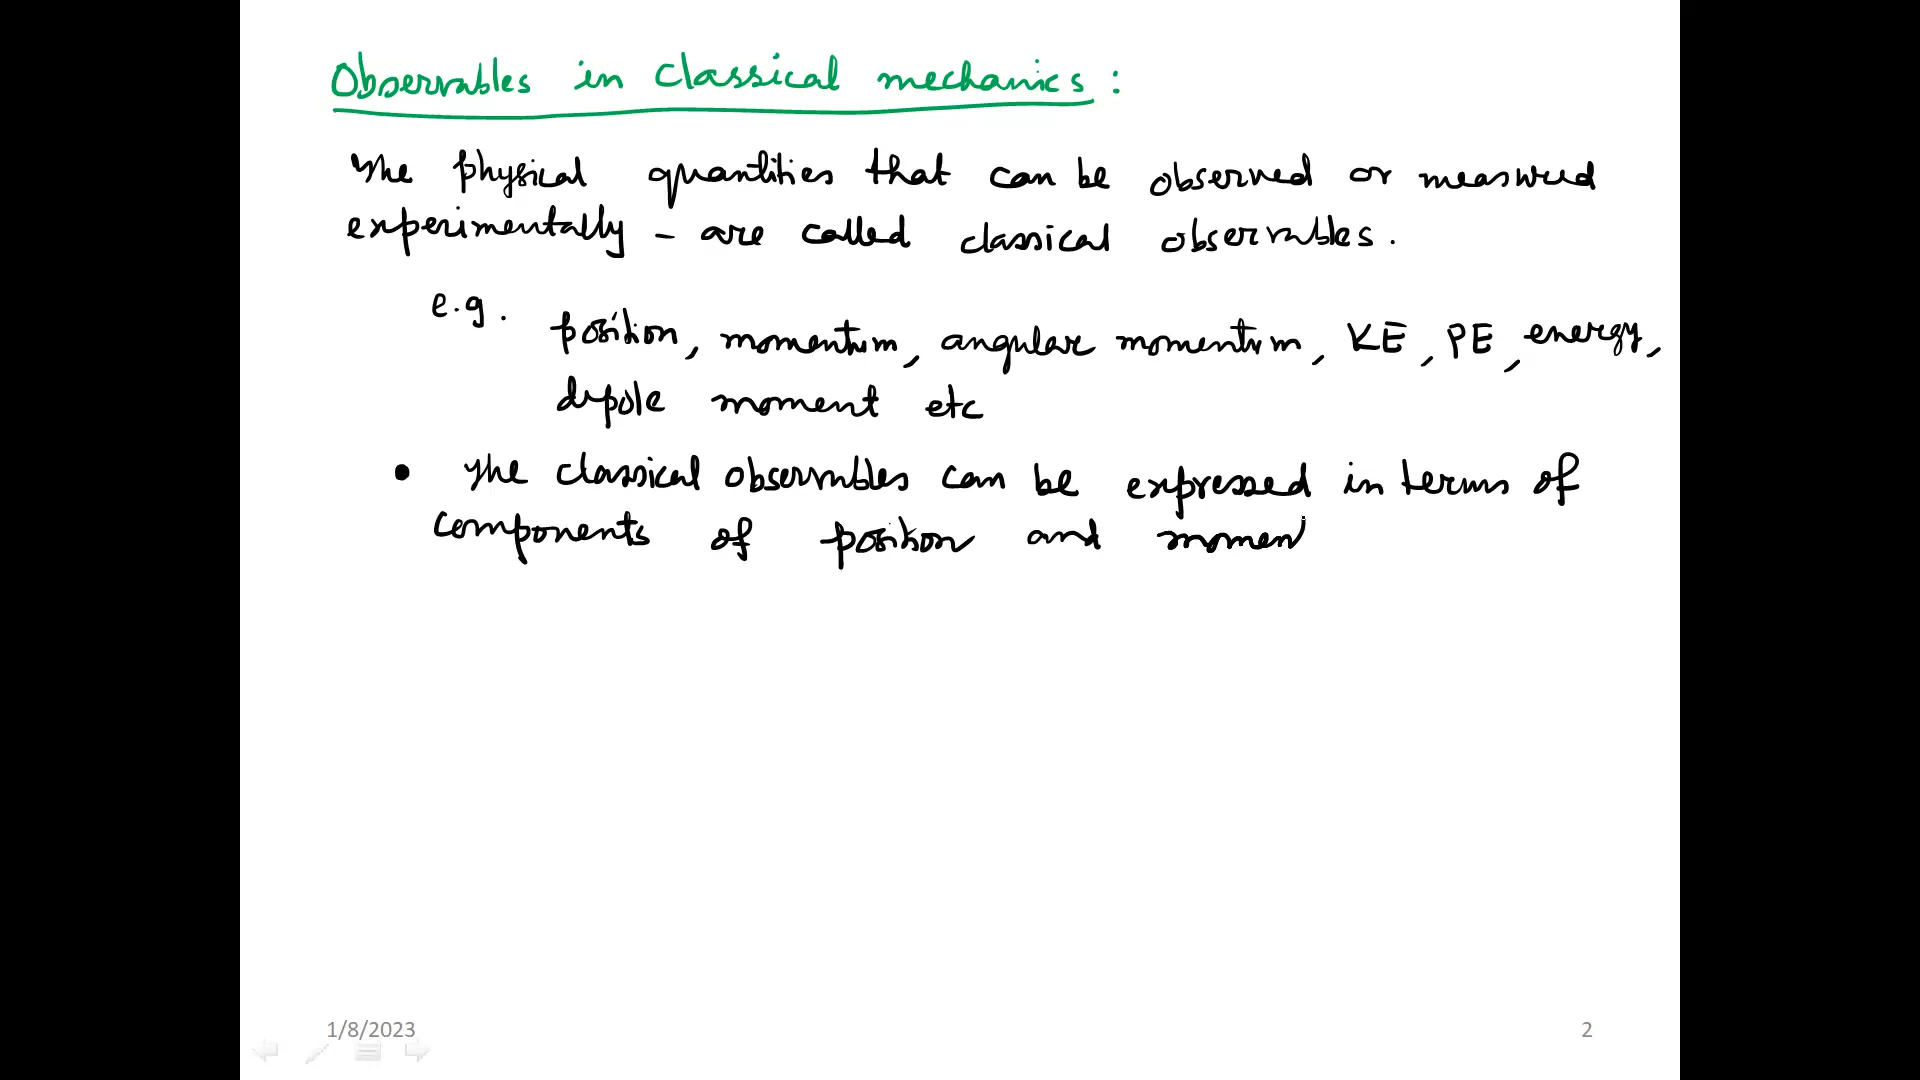 Observables in classical mechanics :
The physical quantities that can be observed or measured
experimentally - are called classical observables.
e.g. position, momentum, angular momentum, KE, PE, energy,
dipole moment etc
• The classical observables can be expressed in terms of
components of position and momen
1/8/2023 2